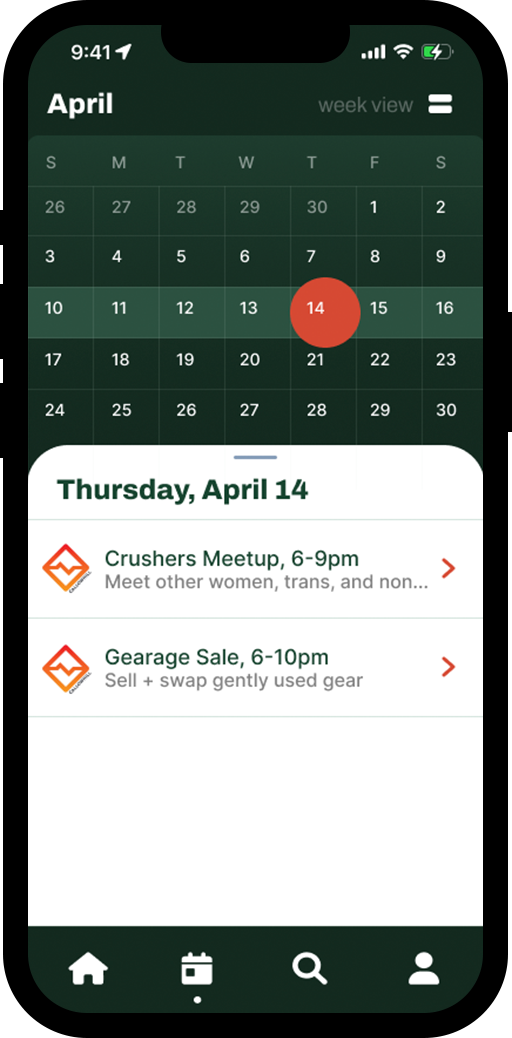 9:41
April
week view
S M T W T F S
26 27 28 29 30 1 2
3 4 5 6 7 8 9
10 11 12 13 14 15 16
17 18 19 20 21 22 23
24 25 26 27 28 29 30
Thursday, April 14
Crushers Meetup, 6-9pm
Meet other women, trans, and non...
Gearage Sale, 6-10pm
Sell + swap gently used gear